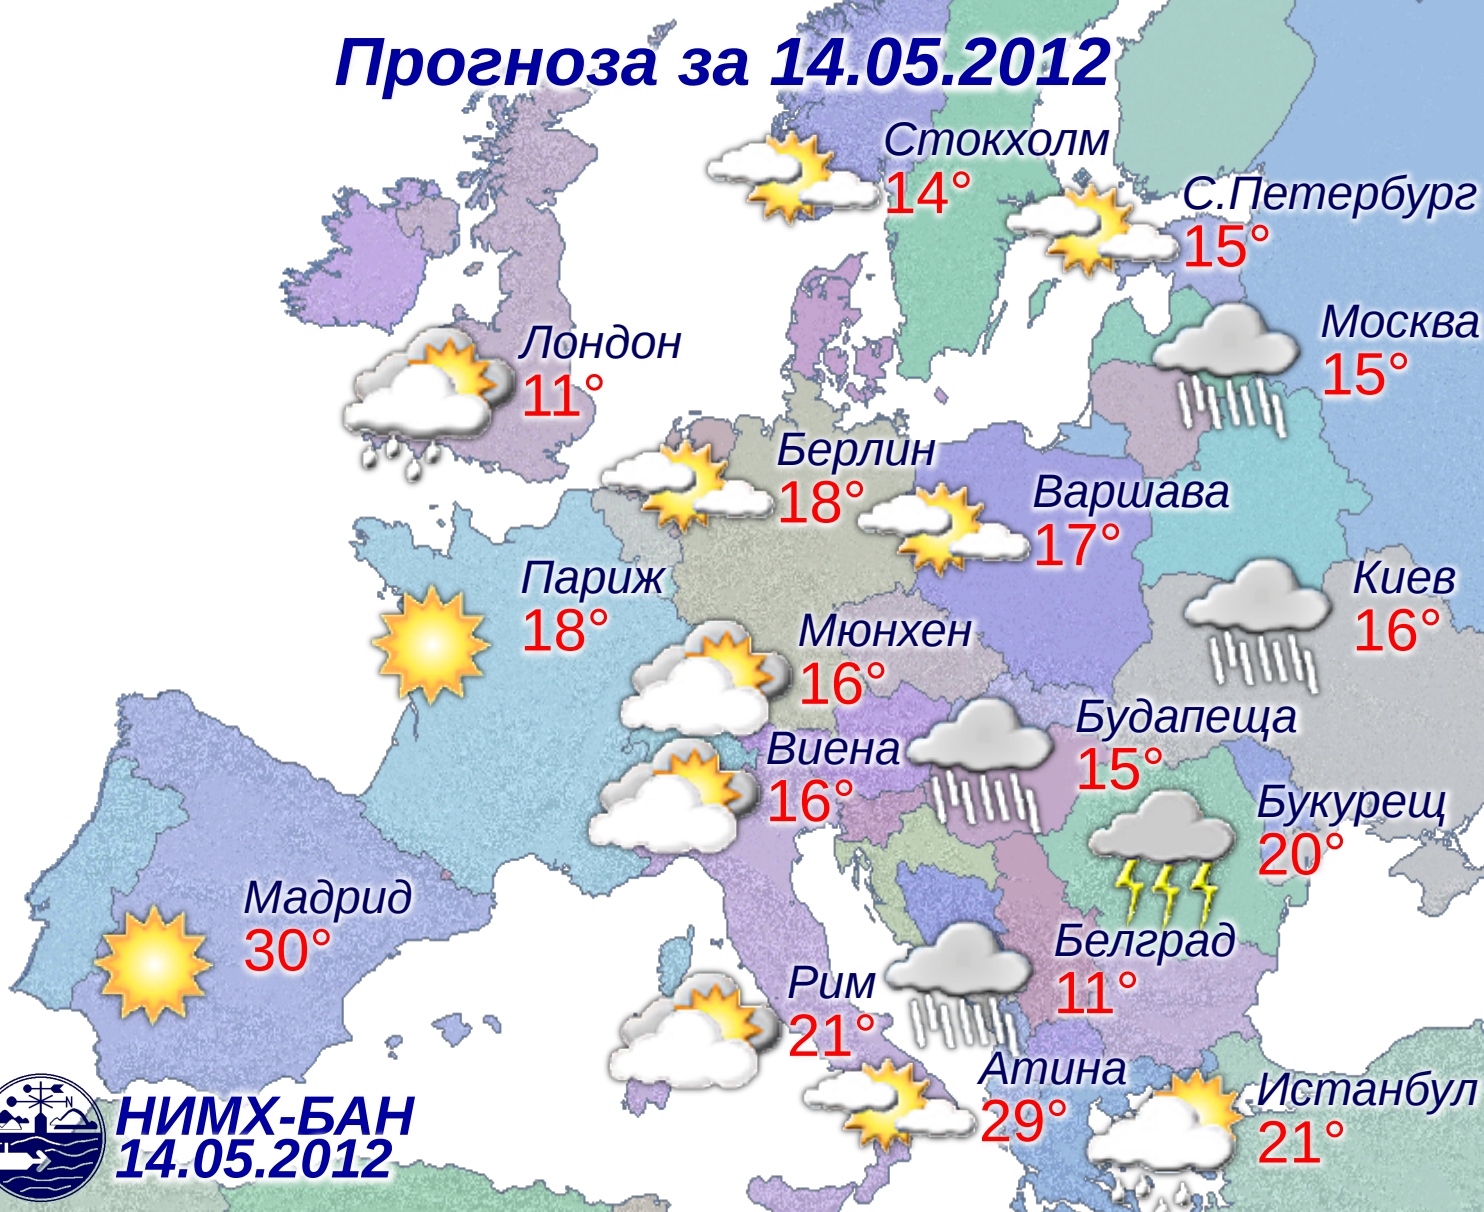 Прогноза за 14.05.2012
Стокхолм
14°
С.Петербург
15°
Москва
15°
Лондон
11°
Берлин
18°
Варшава
17°
Париж
18°
Киев
16°
Мюнхен
16°
Будапеща
15°
Виена
16°
Букурещ
20°
Мадрид
30°
Белград
11°
Рим
21°
Атина
29°
Истанбул
21°
N
НИМХ-БАН
14.05.2012